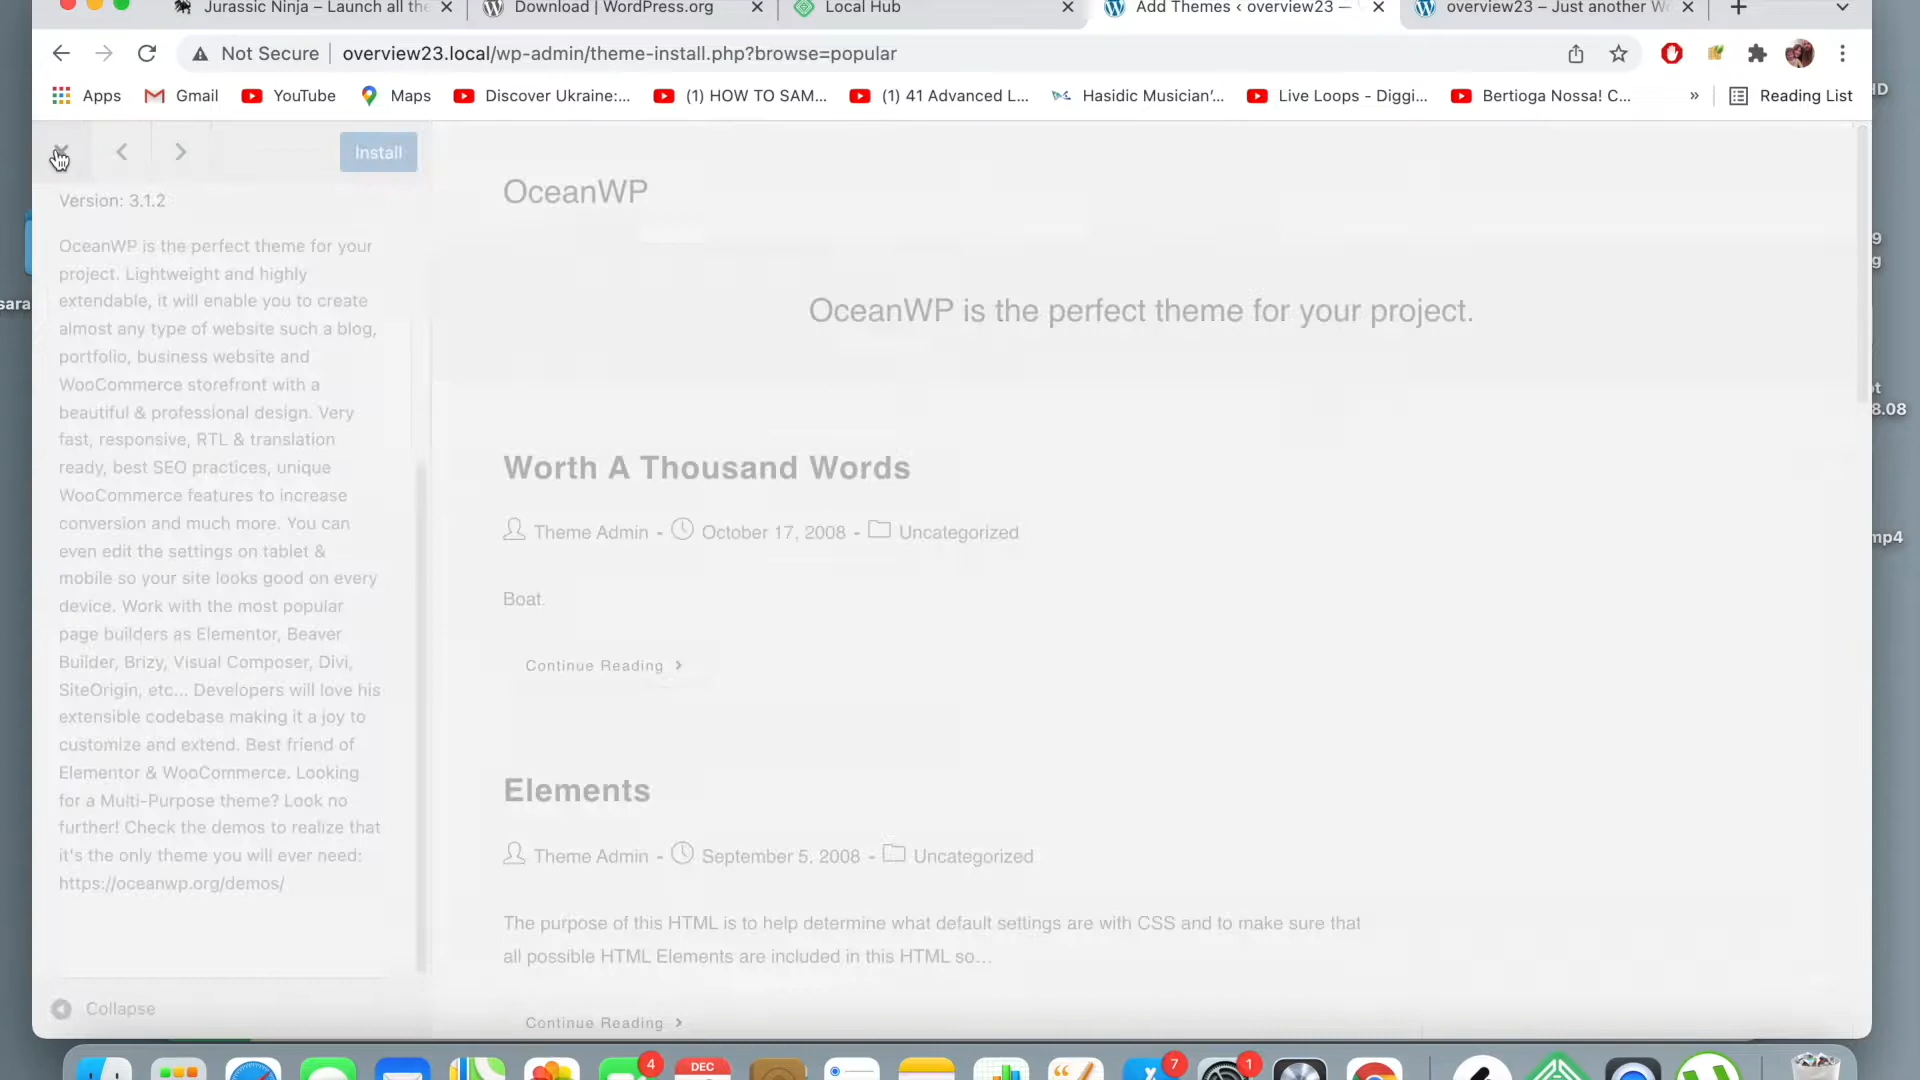 Jurassic Ninja – Launch all the
Download | WordPress.org
Local Hub
Add Themes ‹ overview23 —
overview23 – Just another W
Not Secure
overview23.local/wp-admin/theme-install.php?browse=popular
Apps
Gmail
YouTube
Maps
Discover Ukraine:...
(1) HOW TO SAM...
(1) 41 Advanced L...
Hasidic Musician'...
Live Loops - Diggi...
Bertioga Nossa! C...
»
Reading List
Install
Version: 3.1.2
OceanWP is the perfect theme for your
project. Lightweight and highly
extendable, it will enable you to create
almost any type of website such a blog,
portfolio, business website and
WooCommerce storefront with a
beautiful & professional design. Very
fast, responsive, RTL & translation
ready, best SEO practices, unique
WooCommerce features to increase
conversion and much more. You can
even edit the settings on tablet &
mobile so your site looks good on every
device. Work with the most popular
page builders as Elementor, Beaver
Builder, Brizy, Visual Composer, Divi,
SiteOrigin, etc... Developers will love his
extensible codebase making it a joy to
customize and extend. Best friend of
Elementor & WooCommerce. Looking
for a Multi-Purpose theme? Look no
further! Check the demos to realize that
it's the only theme you will ever need:
https://oceanwp.org/demos/
Collapse
OceanWP
OceanWP is the perfect theme for your project.
Worth A Thousand Words
Theme Admin - October 17, 2008 - Uncategorized
Boat.
Continue Reading >
Elements
Theme Admin - September 5, 2008 - Uncategorized
The purpose of this HTML is to help determine what default settings are with CSS and to make sure that
all possible HTML Elements are included in this HTML so…
Continue Reading >
sara
HD
9
g
ot
8.08
mp4
4
DEC
7
1